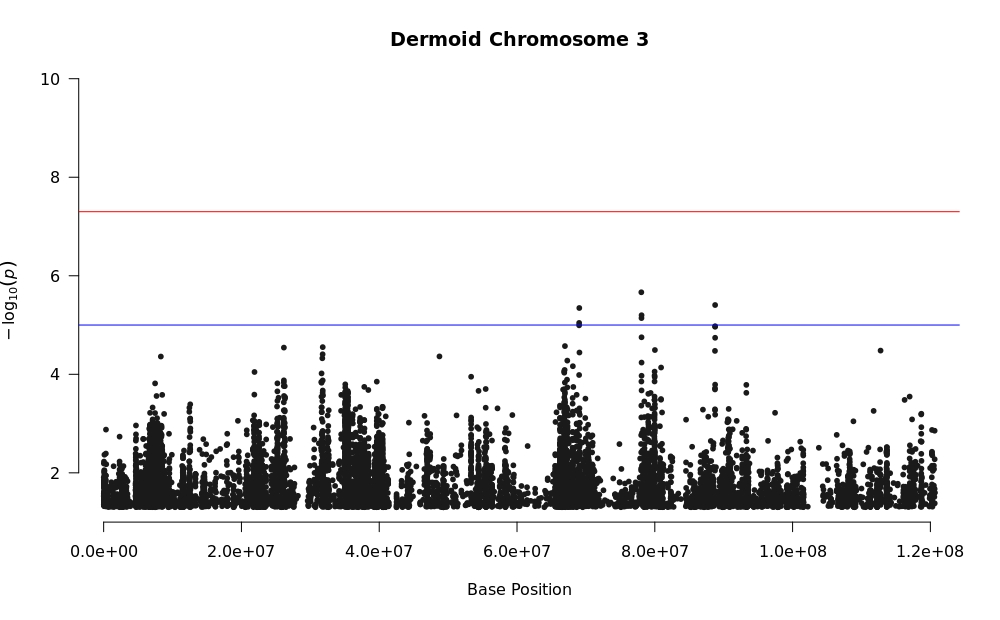 Dermoid Chromosome 3
10
8
6
4
2
− log10(p)
0.0e+00 2.0e+07 4.0e+07 6.0e+07 8.0e+07 1.0e+08 1.2e+08
Base Position